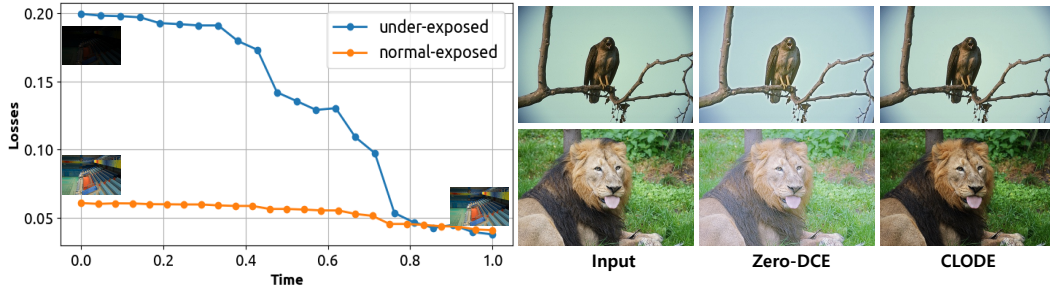 0.20
0.15
0.10
0.05
Losses
under-exposed
normal-exposed
0.0 0.2 0.4 0.6 0.8 1.0
Time
Input Zero-DCE CLODE